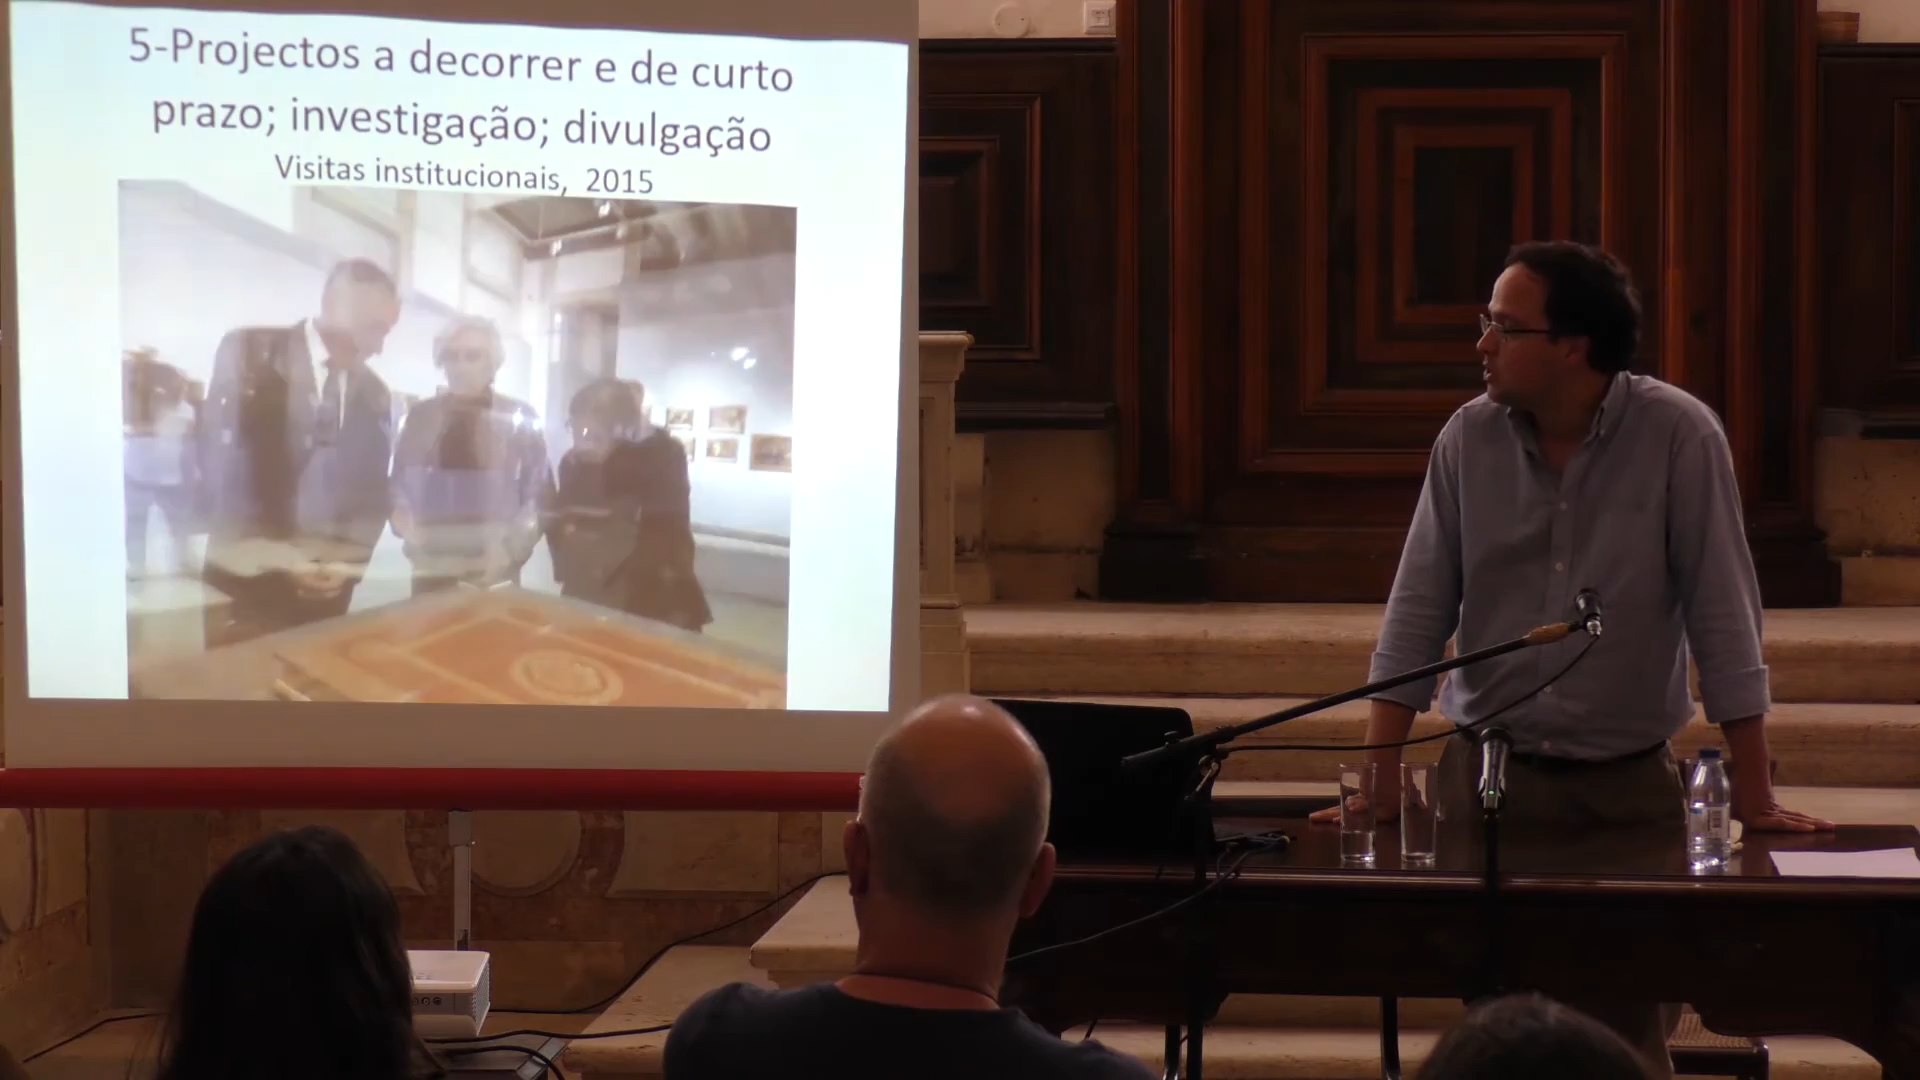 5-Projectos a decorrer e de curto
prazo; investigação; divulgação
Visitas institucionais, 2015